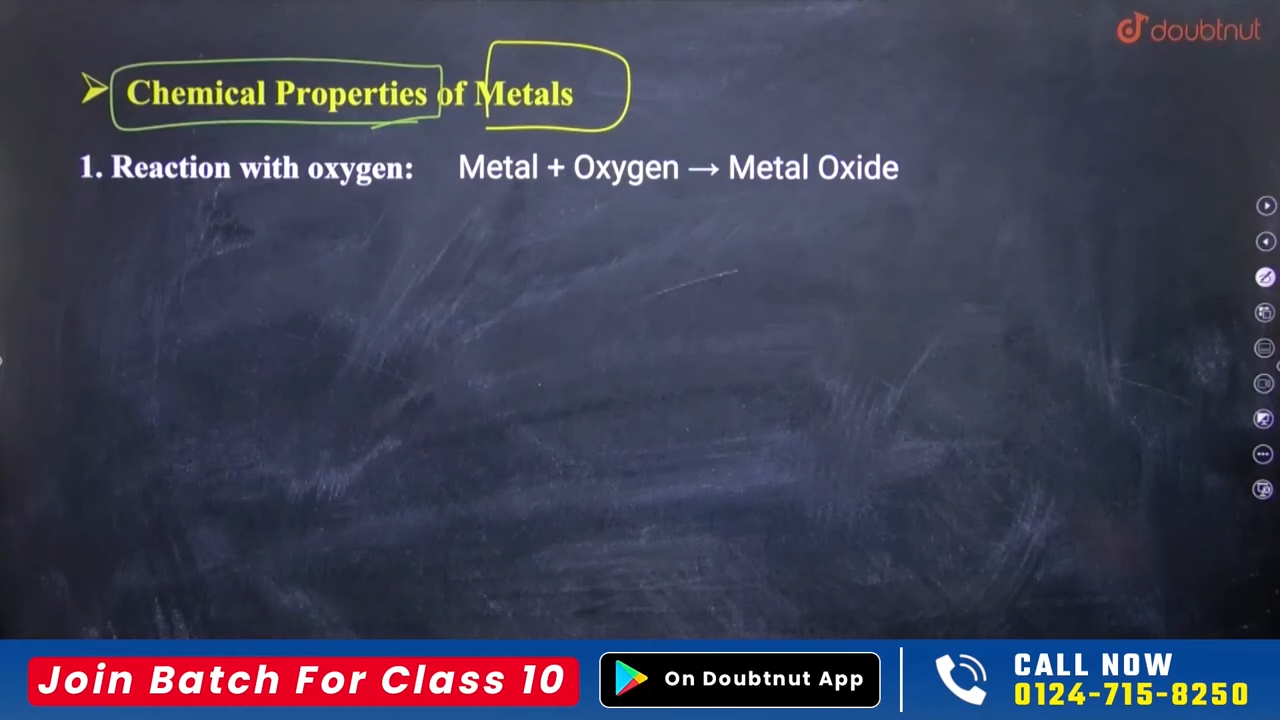 doubtnut
➤ Chemical Properties of Metals
1. Reaction with oxygen: Metal + Oxygen → Metal Oxide
Join Batch For Class 10
On Doubtnut App
CALL NOW
0124-715-8250